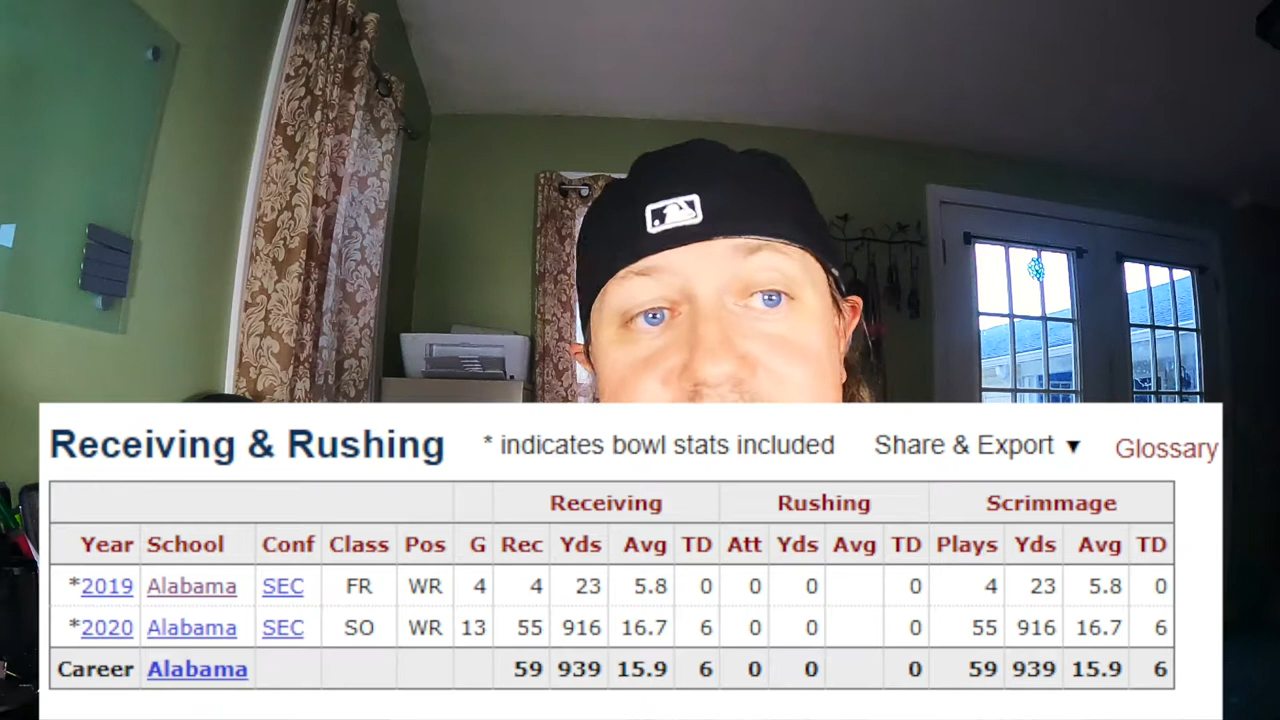 Receiving & Rushing * indicates bowl stats included Share & Export ▼ Glossary
Receiving Rushing Scrimmage
Year School Conf Class Pos G Rec Yds Avg TD Att Yds Avg TD Plays Yds Avg TD
*2019 Alabama SEC FR WR 4 4 23 5.8 0 0 0 0 4 23 5.8 0
*2020 Alabama SEC SO WR 13 55 916 16.7 6 0 0 0 55 916 16.7 6
Career Alabama 59 939 15.9 6 0 0 0 59 939 15.9 6